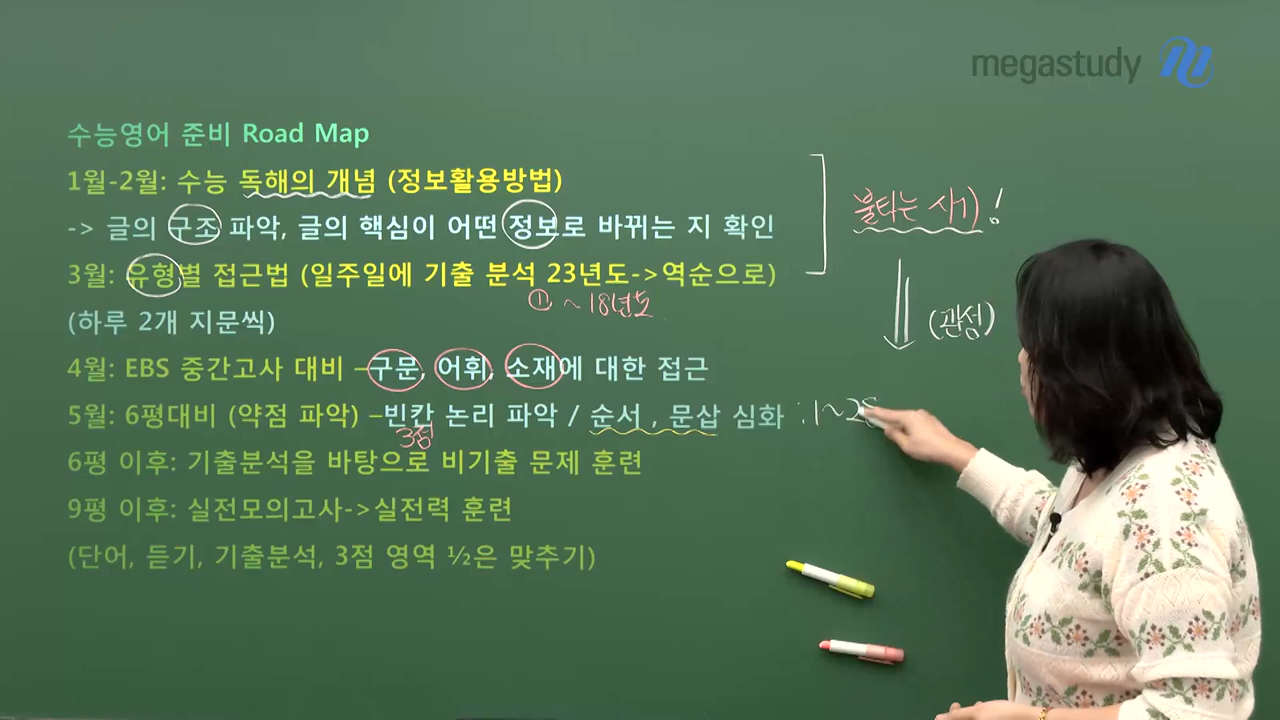 megastudy
수능영어 준비 Road Map
1월-2월: 수능 독해의 개념 (정보활용방법)
-> 글의 구조 파악, 글의 핵심이 어떤 정보로 바뀌는 지 확인
불타는 시기!
3월: 유형별 접근법 (일주일에 기출 분석 23년도->역순으로)
① ~18년도
(관성)
(하루 2개 지문씩)
4월: EBS 중간고사 대비 –구문, 어휘, 소재에 대한 접근
5월: 6평대비 (약점 파악) –빈칸 논리 파악 / 순서 , 문삽 심화 : 1~28
3점
6평 이후: 기출분석을 바탕으로 비기출 문제 훈련
9평 이후: 실전모의고사->실전력 훈련
(단어, 듣기, 기출분석, 3점 영역 ½은 맞추기)